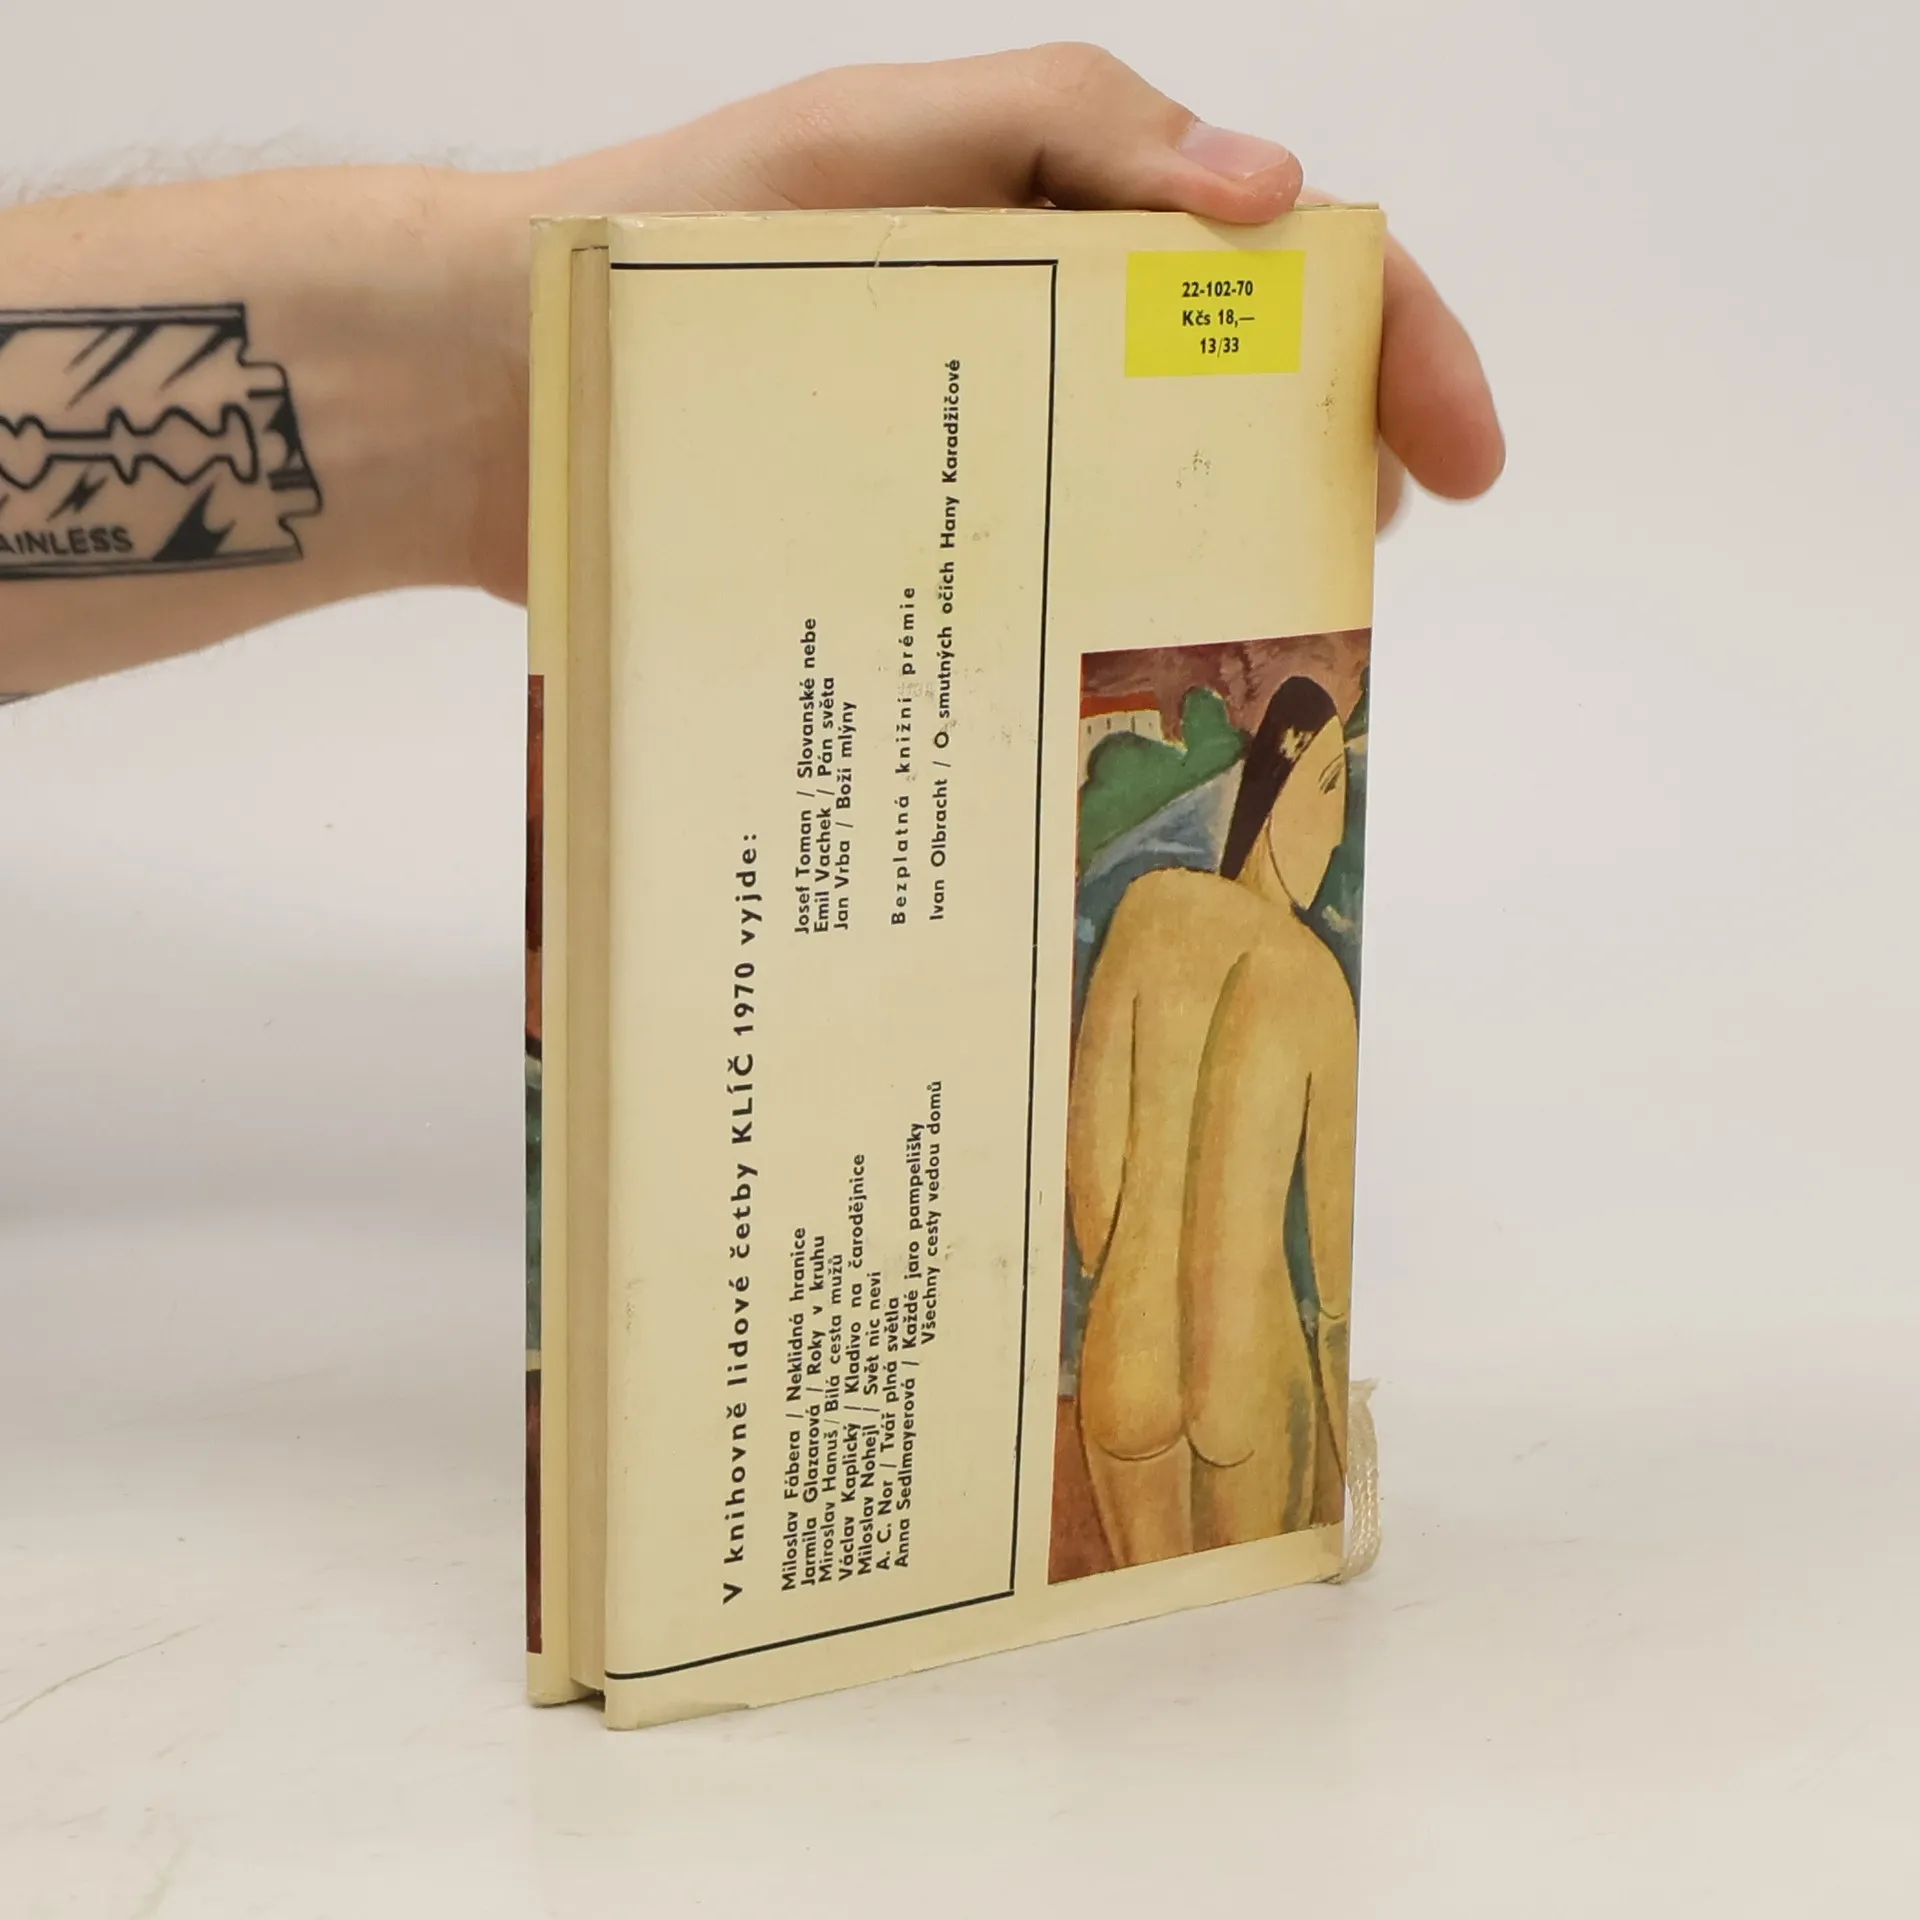 22-102-70
Kčs 18,—
13/33
V knihovně lidové četby KLÍČ 1970 vyjde:
Miloslav Fábera / Neklidná hranice
Jarmila Glazarová / Roky v kruhu
Miroslav Hanuš / Bílá cesta mužů
Václav Kaplický / Kladivo na čarodějnice
Miloslav Nohejl / Svět nic neví
A. C. Nor / Tvář plná světla
Anna Sedlmayerová / Každé jaro pampelišky
Všechny cesty vedou domů
Josef Toman / Slovanské nebe
Emil Vachek / Pán světa
Jan Vrba / Boží mlýny
Bezplatná knižní prémie
Ivan Olbracht / O smutných očích Hany Karadžičové
AINLESS